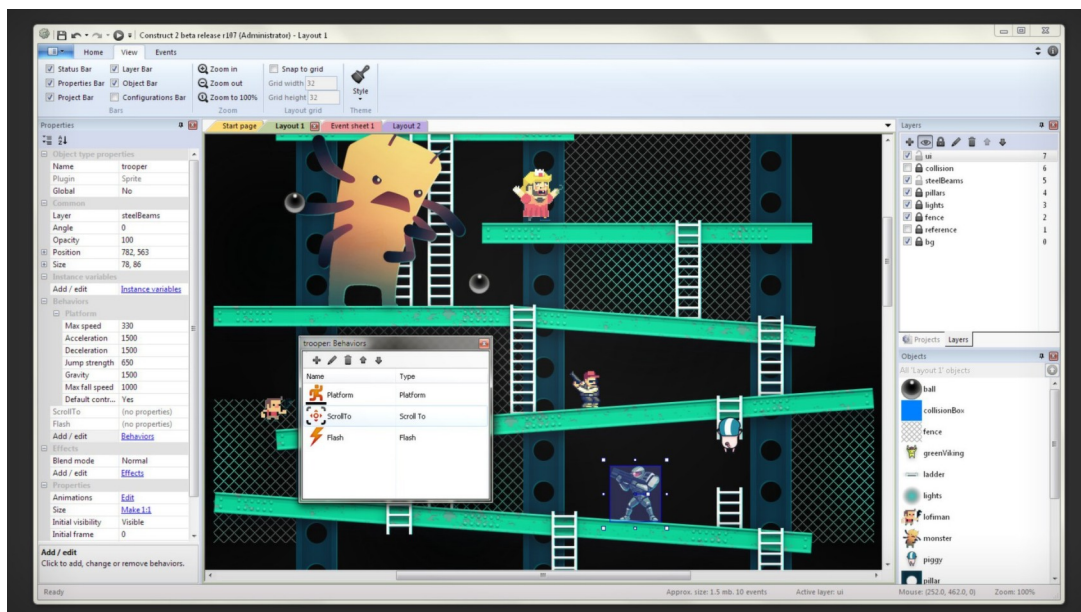 Construct 2 beta release r107 (Administrator) - Layout 1
Home View Events
Status Bar Layer Bar Zoom in Snap to grid
Properties Bar Object Bar Zoom out Grid width 32
Project Bar Configurations Bar Zoom to 100% Grid height 32 Style
Bars Zoom Layout grid Theme
Properties
Object type properties
Name trooper
Plugin Sprite
Global No
Common
Layer steelBeams
Angle 0
Opacity 100
Position 782, 563
Size 78, 86
Instance variables
Add / edit Instance variables
Behaviors
Platform
Max speed 330
Acceleration 1500
Deceleration 1500
Jump strength 650
Gravity 1500
Max fall speed 1000
Default contr... Yes
ScrollTo (no properties)
Flash (no properties)
Add / edit Behaviors
Effects
Blend mode Normal
Add / edit Effects
Properties
Animations Edit
Size Make 1:1
Initial visibility Visible
Initial frame 0
Add / edit
Click to add, change or remove behaviors.
Start page Layout 1 Event sheet 1 Layout 2
trooper: Behaviors
Name Type
Platform Platform
ScrollTo Scroll To
Flash Flash
Layers
ui 7
collision 6
steelBeams 5
pillars 4
lights 3
fence 2
reference 1
bg 0
Projects Layers
Objects
All 'Layout 1' objects
ball
collisionBox
fence
greenViking
ladder
lights
lofiman
monster
piggy
pillar
Ready Approx. size: 1.5 mb. 10 events Active layer: ui Mouse: (252.0, 462.0, 0) Zoom: 100%